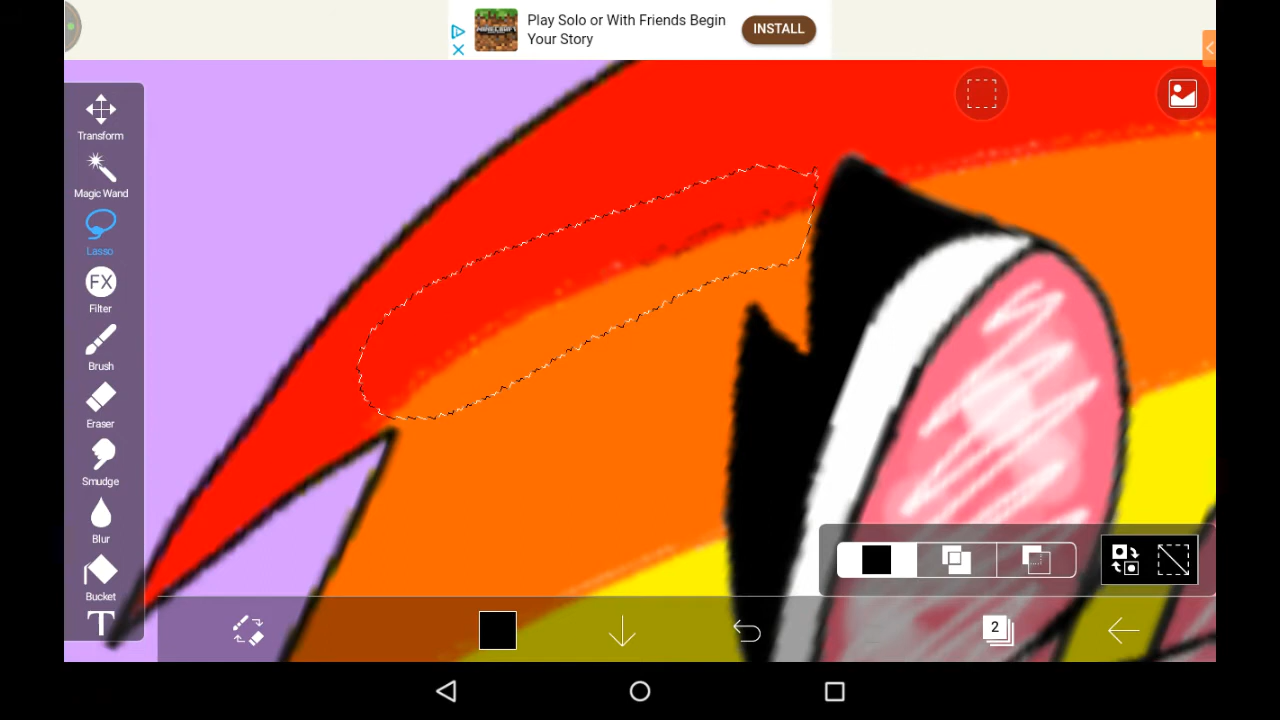 Play Solo or With Friends Begin
Your Story
INSTALL
Transform
Magic Wand
Lasso
FX
Filter
Brush
Eraser
Smudge
Blur
Bucket
T
2